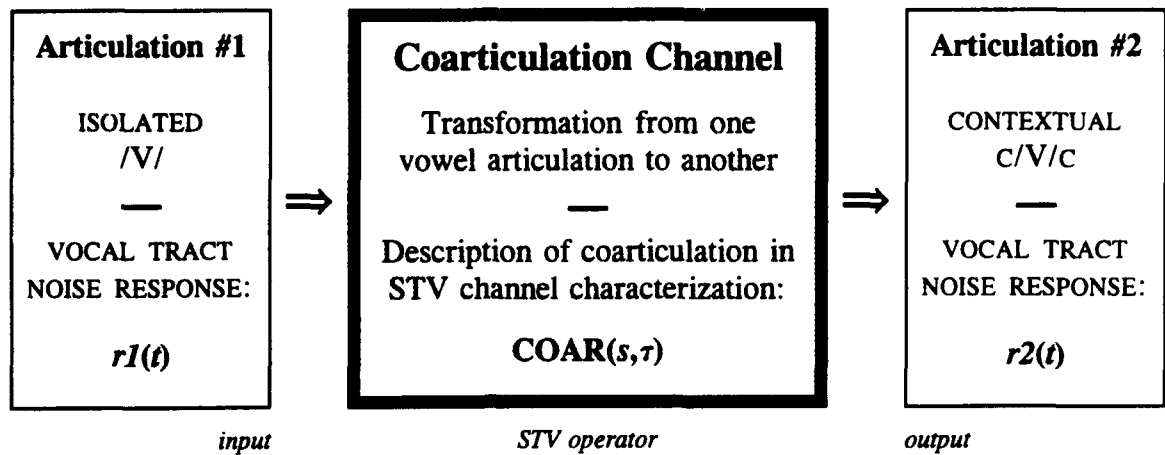 Articulation #1
ISOLATED
/V/
—
VOCAL TRACT
NOISE RESPONSE:
r1(t)
⇒
Coarticulation Channel
Transformation from one
vowel articulation to another
—
Description of coarticulation in
STV channel characterization:
COAR(s,τ)
⇒
Articulation #2
CONTEXTUAL
C/V/C
—
VOCAL TRACT
NOISE RESPONSE:
r2(t)
input
STV operator
output